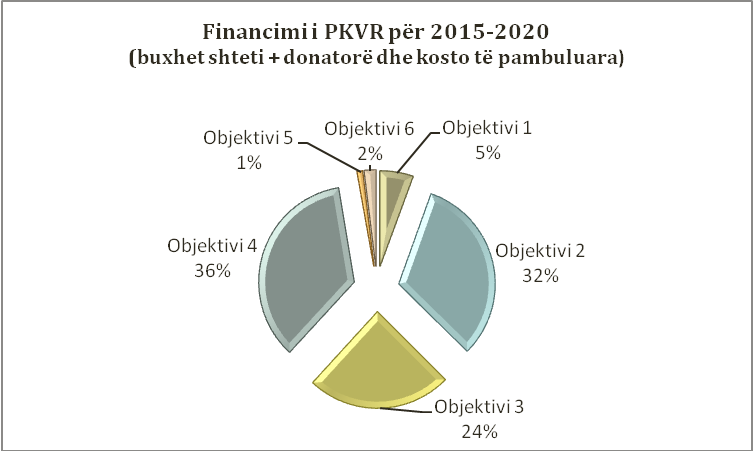 Financimi i PKVR për 2015-2020
(buxhet shteti + donatorë dhe kosto të pambuluara)
Objektivi 5
1%
Objektivi 6
2%
Objektivi 1
5%
Objektivi 4
36%
Objektivi 2
32%
Objektivi 3
24%